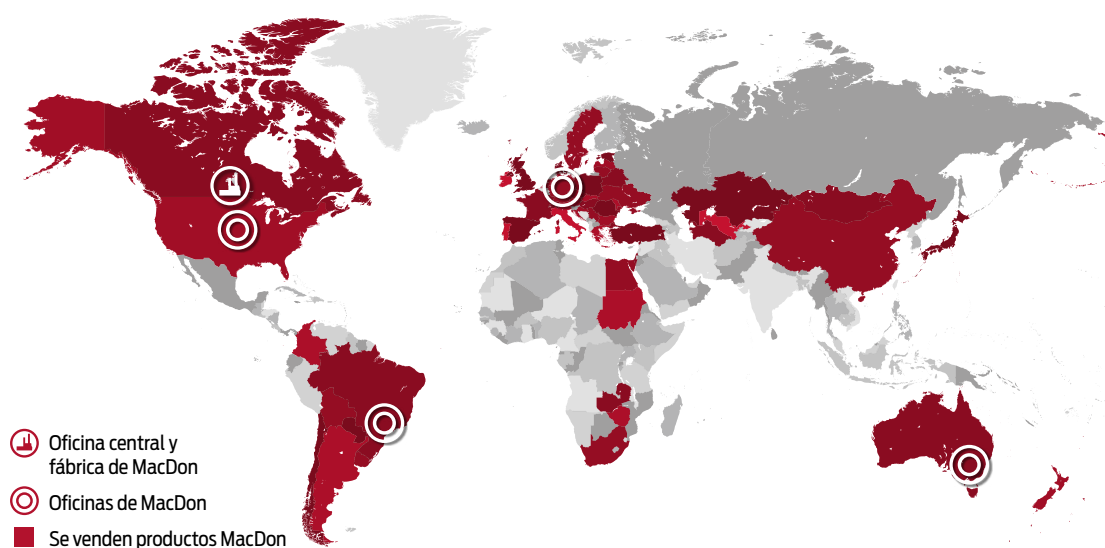 Oficina central y
fábrica de MacDon
Oficinas de MacDon
Se venden productos MacDon